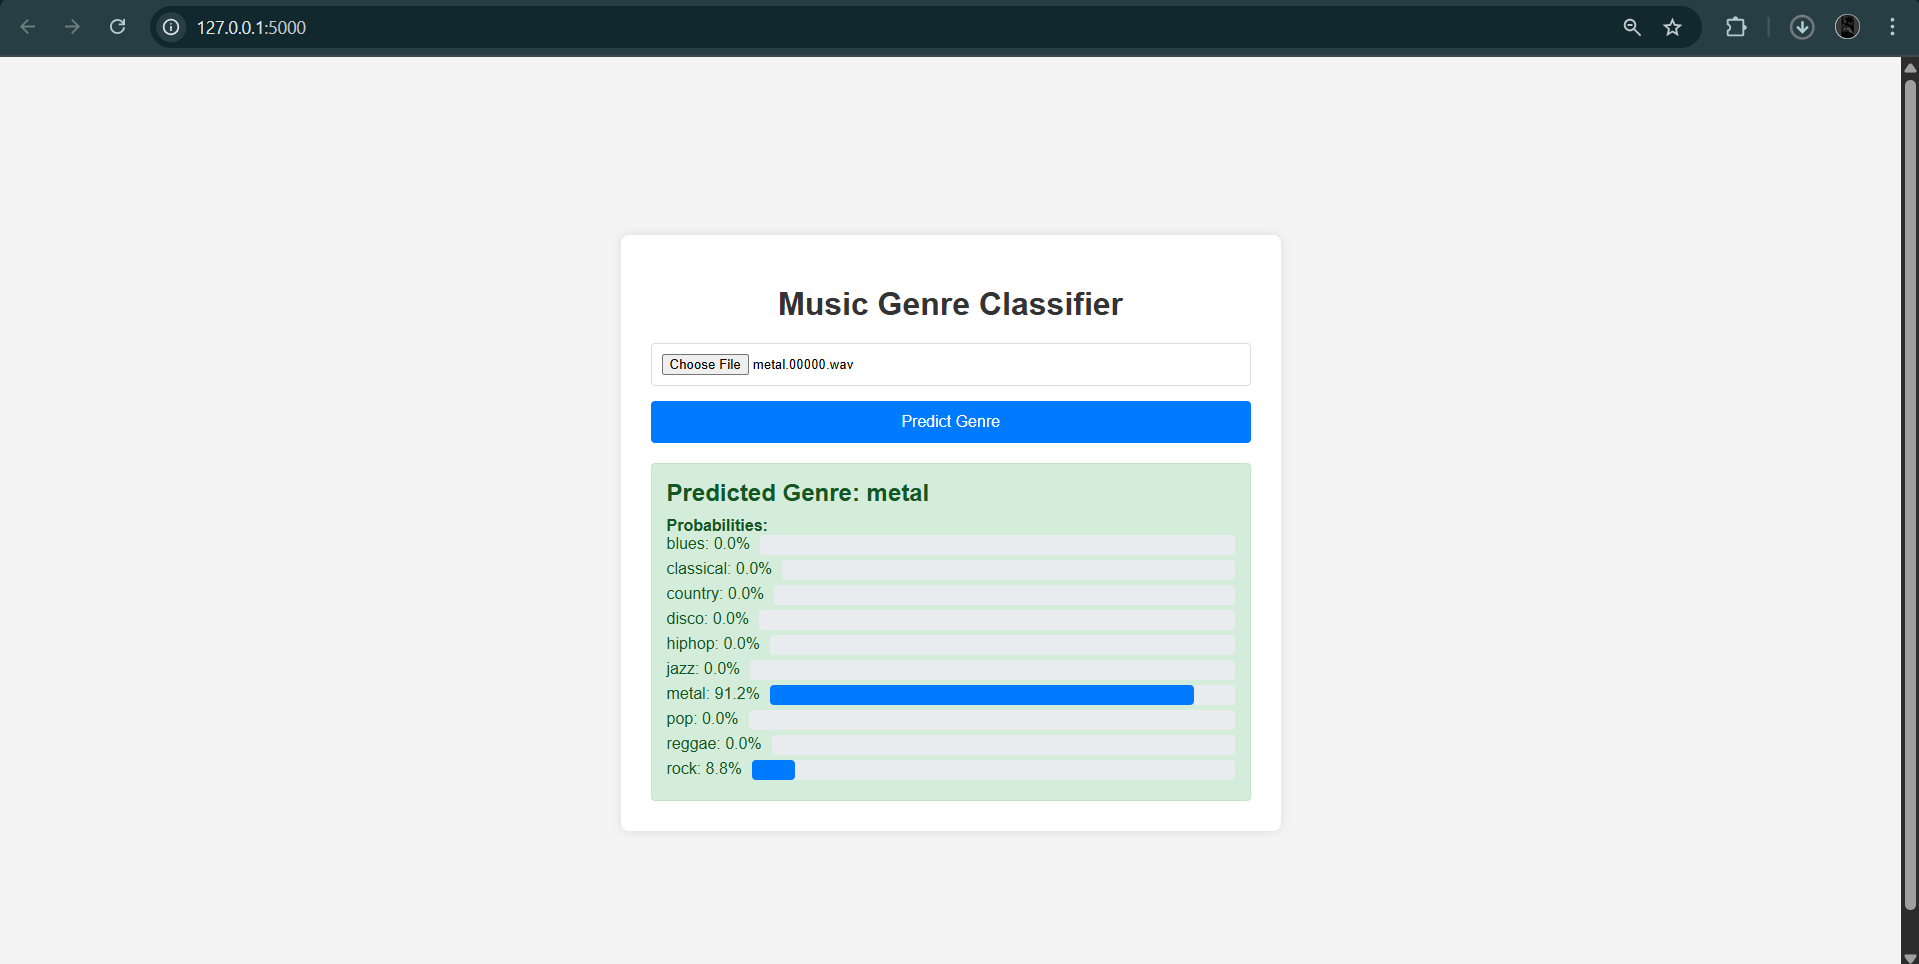 127.0.0.1:5000
Music Genre Classifier
Choose File metal.00000.wav
Predict Genre
Predicted Genre: metal
Probabilities:
blues: 0.0%
classical: 0.0%
country: 0.0%
disco: 0.0%
hiphop: 0.0%
jazz: 0.0%
metal: 91.2%
pop: 0.0%
reggae: 0.0%
rock: 8.8%